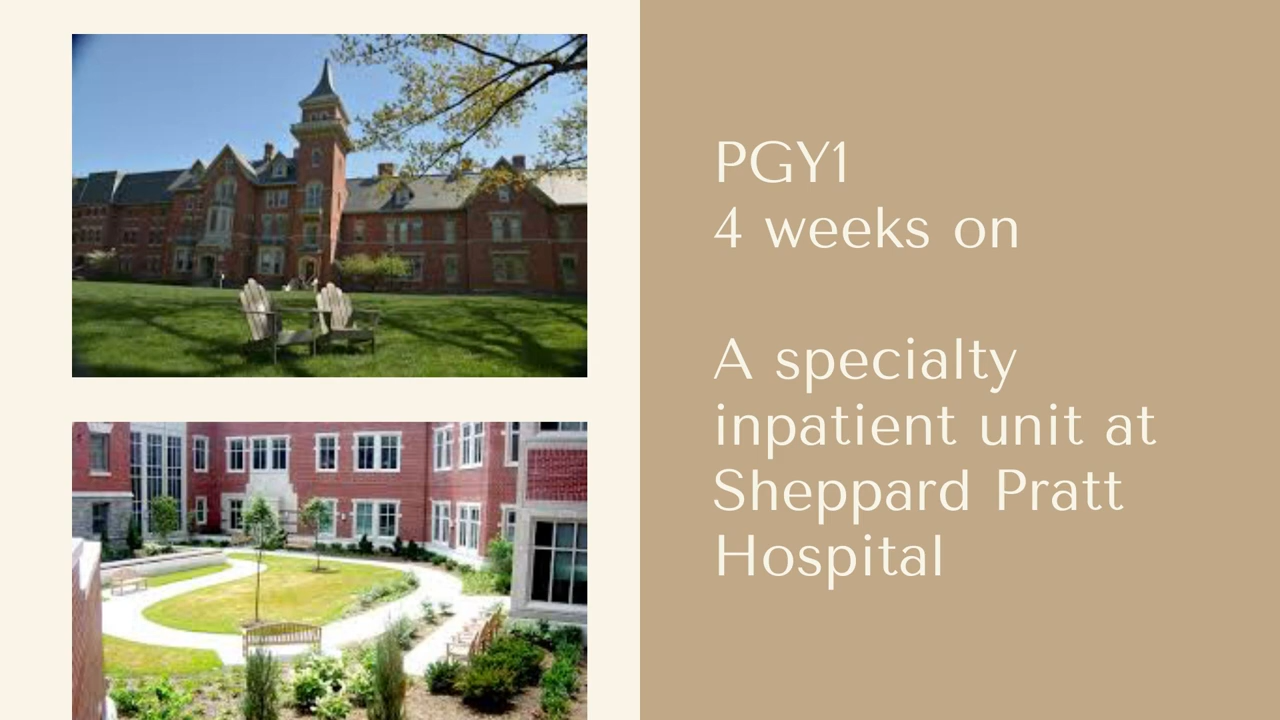 PGY1
4 weeks on
A specialty
inpatient unit at
Sheppard Pratt
Hospital